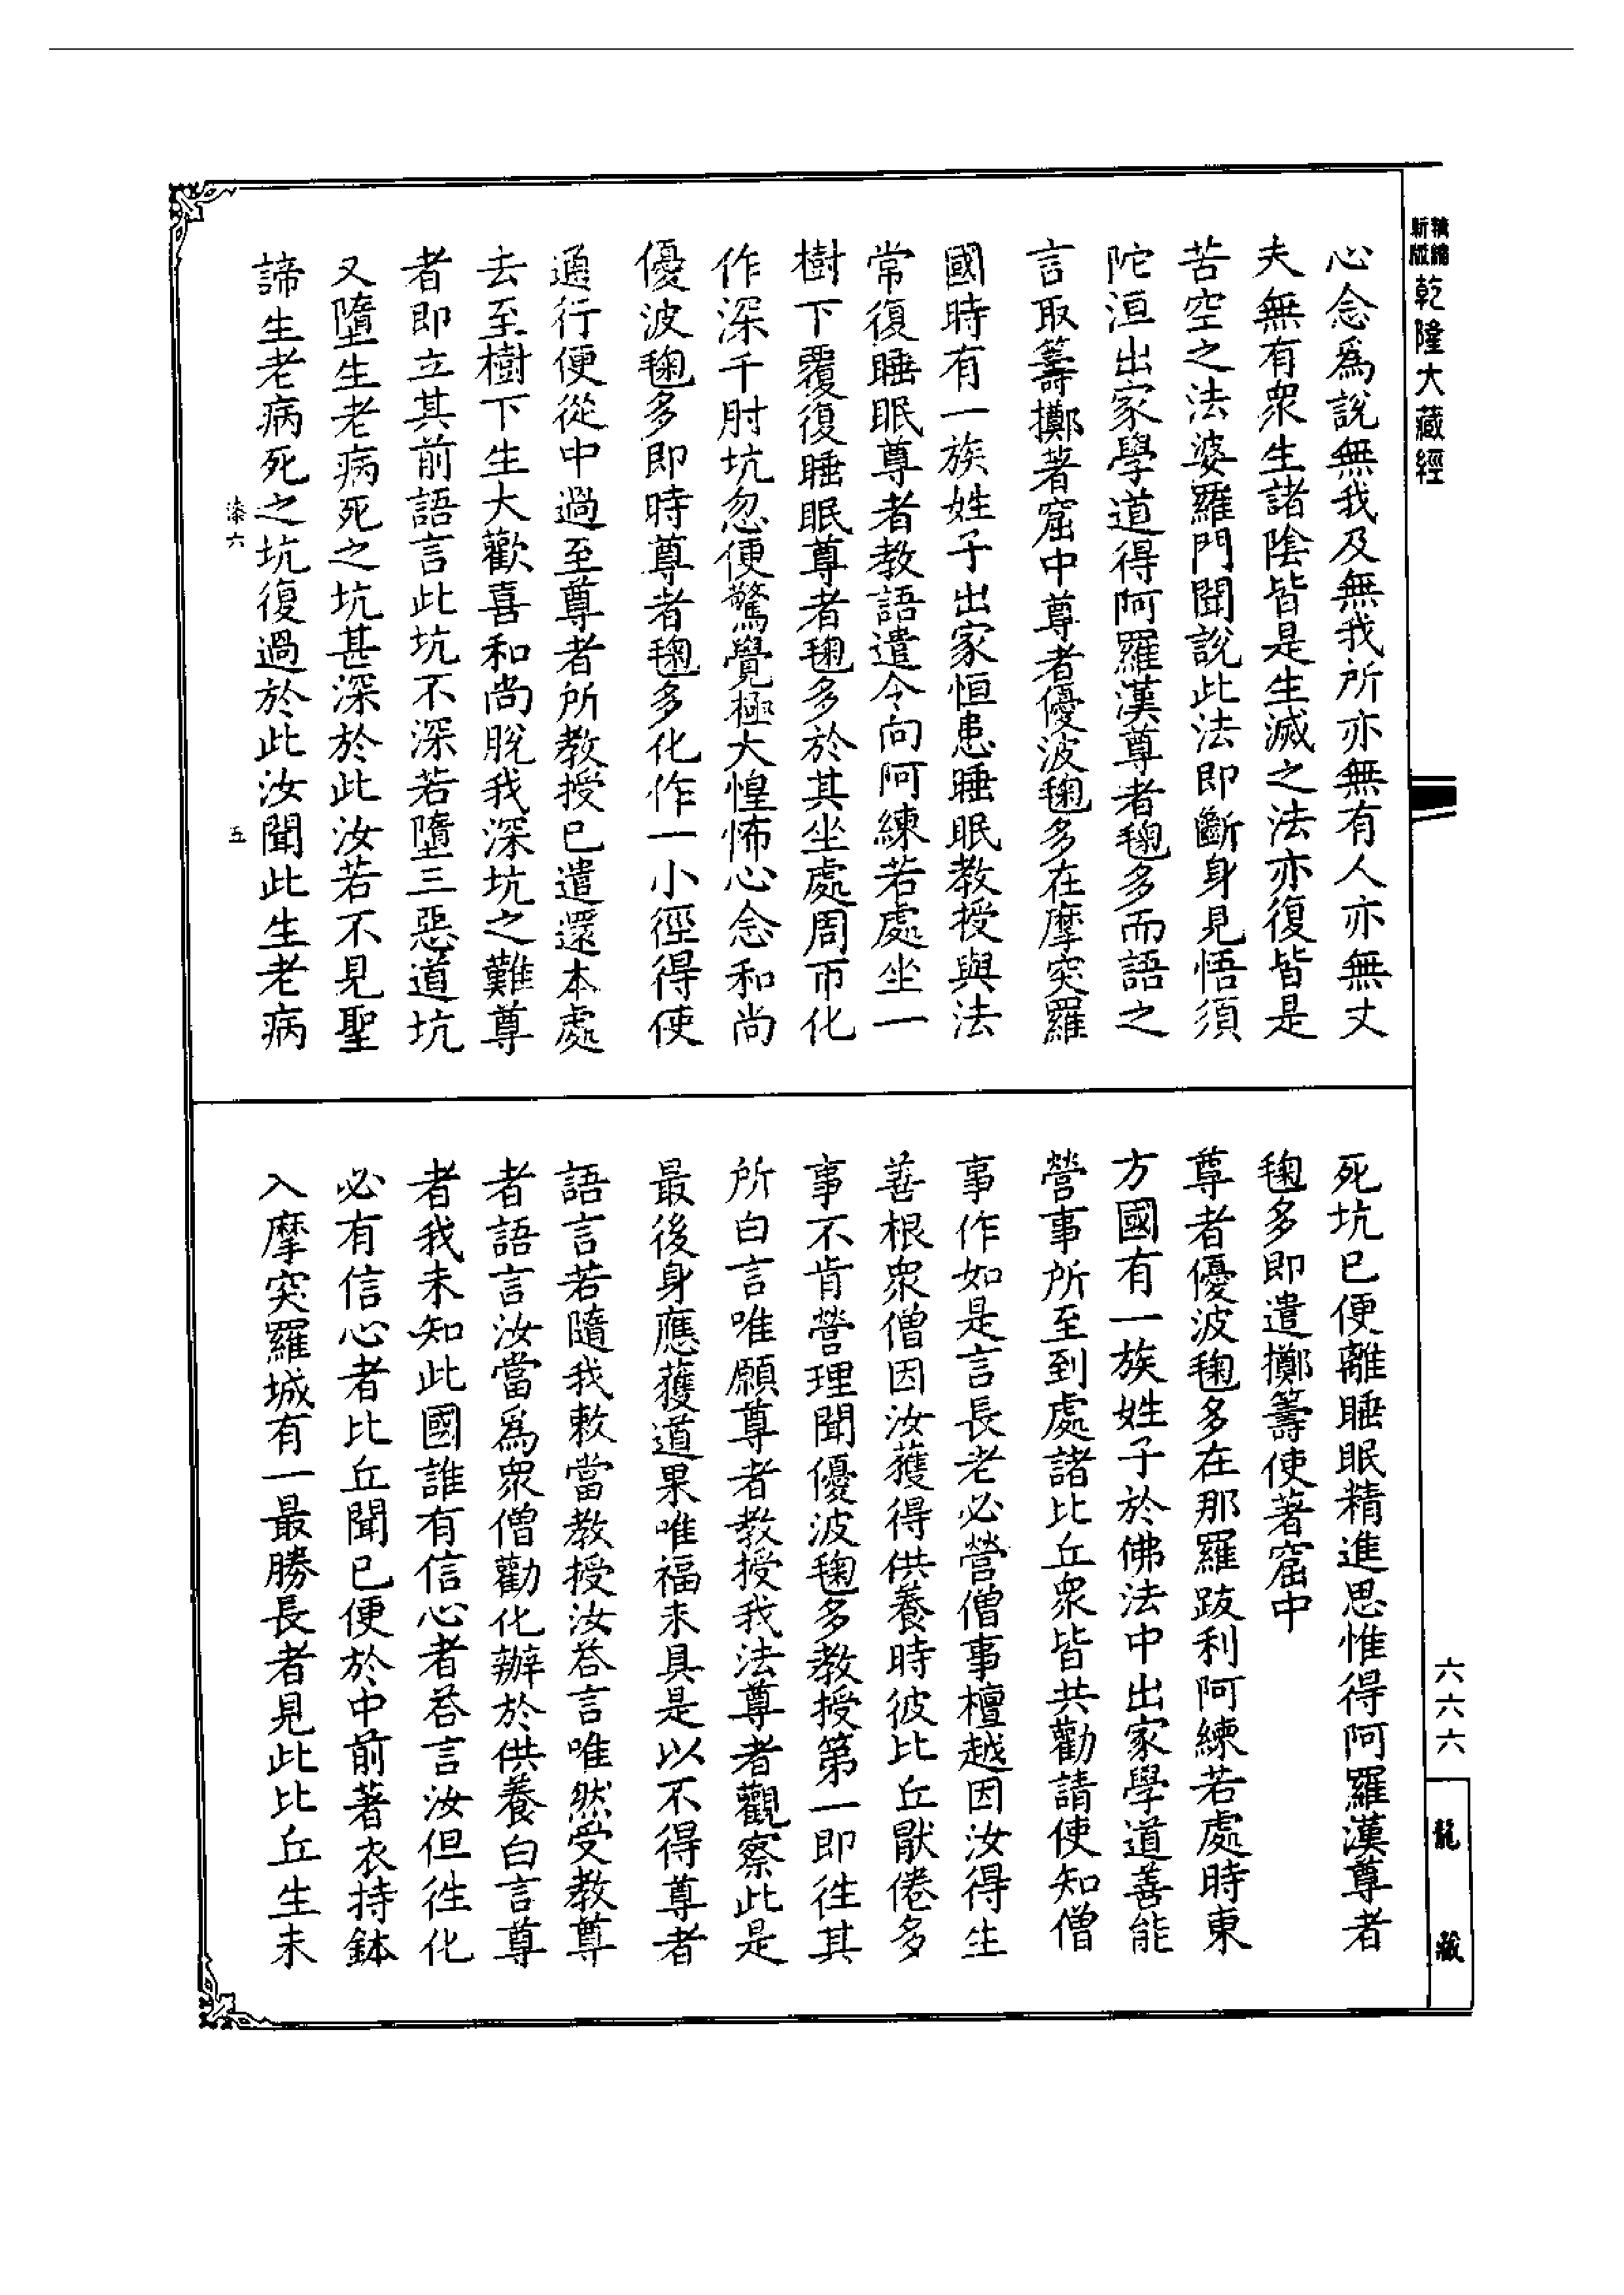 新版精縮乾隆大藏經
心念為說無我及無我所亦無有人亦無丈
夫無有衆生諸陰皆是生滅之法亦復皆是
苦空之法婆羅門聞說此法即斷身見悟須
陀洹出家學道得阿羅漢尊者毱多而語之
言取籌擲著窟中尊者優波毱多在摩突羅
國時有一族姓子出家恒患睡眠教授與法
常復睡眠尊者教語遣令向阿練若處坐一
樹下覆復睡眠尊者毱多於其坐處周帀化
作深千肘坑忽便驚覺極大惶怖心念和尚
優波毱多即時尊者毱多化作一小徑得使
通行便從中過至尊者所教授已遣還本處
去至樹下生大歡喜和尚脫我深坑之難尊
者即立其前語言此坑不深若墮三惡道坑
又墮生老病死之坑甚深於此汝若不見聖
諦生老病死之坑復過於此汝聞此生老病
漆六 五
死坑已便離睡眠精進思惟得阿羅漢尊者
毱多即遣擲籌使著窟中
尊者優波毱多在那羅跋利阿練若處時東
方國有一族姓子於佛法中出家學道善能
營事所至到處諸比丘衆皆共勸請使知僧
事作如是言長老必營僧事檀越因汝得生
善根衆僧因汝獲得供養時彼比丘猒倦多
事不肯營理聞優波毱多教授第一即往其
所白言唯願尊者教授我法尊者觀察此是
最後身應獲道果唯福未具是以不得尊者
語言若隨我敕當教授汝荅言唯然受教尊
者語言汝當為衆僧勸化辦於供養白言尊
者我未知此國誰有信心者荅言汝但往化
必有信心者比丘聞已便於中前著衣持鉢
入摩突羅城有一最勝長者見此比丘生未
六六六
龍藏